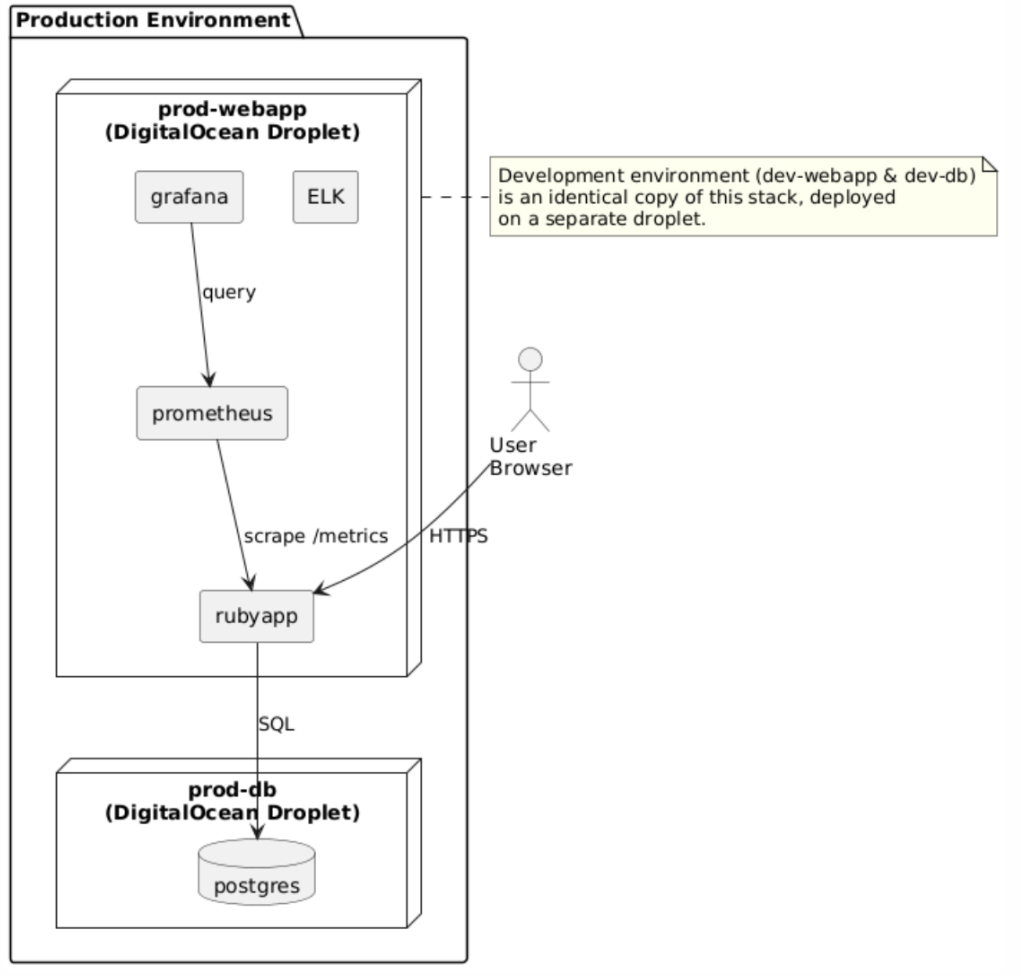 Production Environment
prod-webapp
(DigitalOcean Droplet)
grafana
ELK
Development environment (dev-webapp & dev-db)
is an identical copy of this stack, deployed
on a separate droplet.
query
prometheus
User
Browser
scrape /metrics
HTTPS
rubyapp
SQL
prod-db
(DigitalOcean Droplet)
postgres